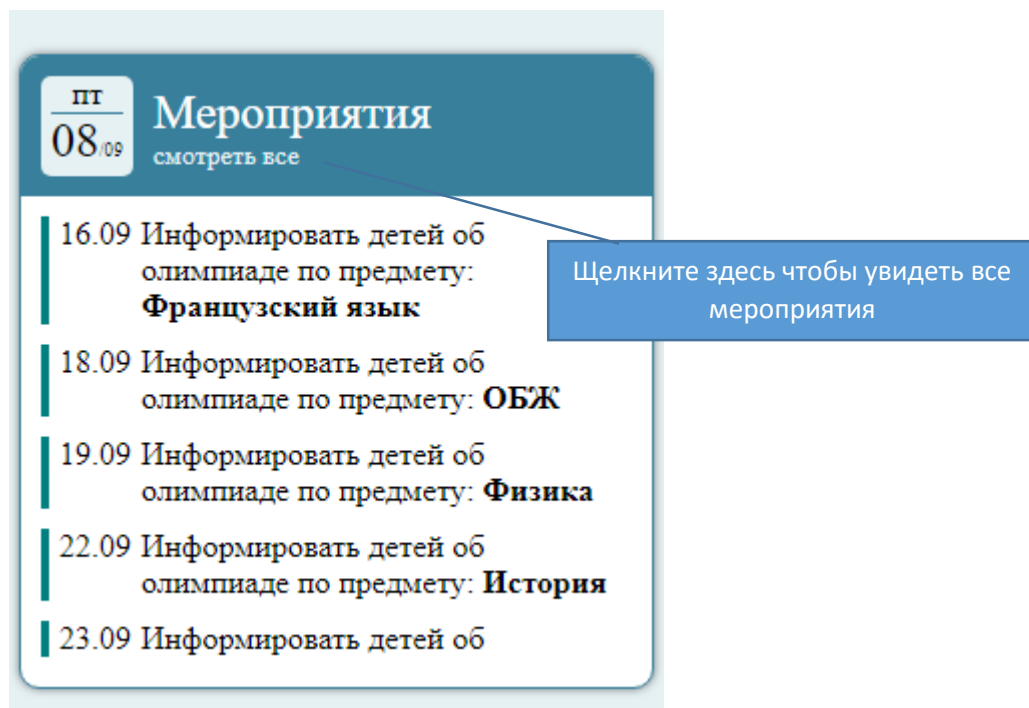 пт
08/09
Мероприятия
смотреть все
16.09 Информировать детей об
олимпиаде по предмету:
Французский язык
Щелкните здесь чтобы увидеть все
мероприятия
18.09 Информировать детей об
олимпиаде по предмету: ОБЖ
19.09 Информировать детей об
олимпиаде по предмету: Физика
22.09 Информировать детей об
олимпиаде по предмету: История
23.09 Информировать детей об